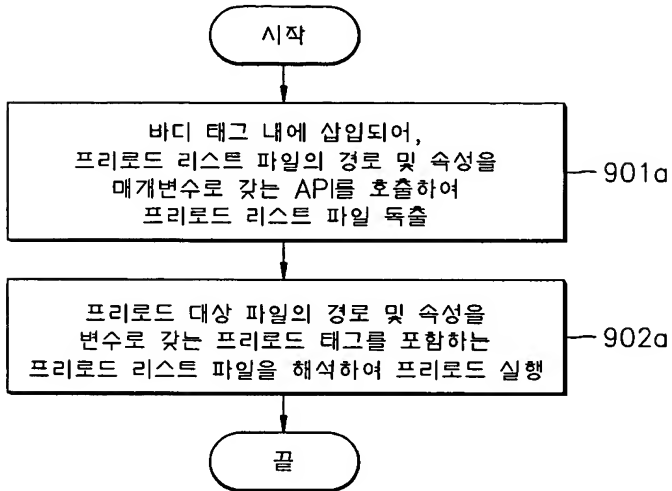 시작
바디 태그 내에 삽입되어,
프리로드 리스트 파일의 경로 및 속성을
매개변수로 갖는 API를 호출하여
프리로드 리스트 파일 독출
901a
프리로드 대상 파일의 경로 및 속성을
변수로 갖는 프리로드 태그를 포함하는
프리로드 리스트 파일을 해석하여 프리로드 실행
902a
끝